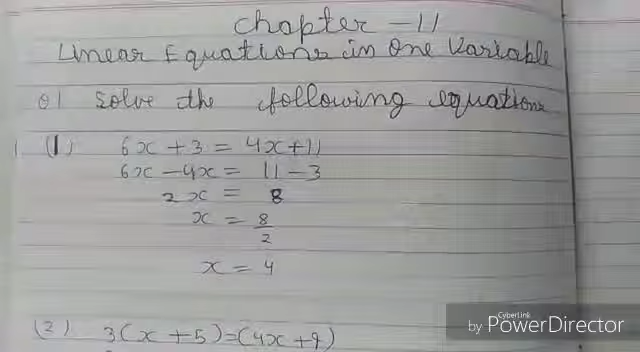 Chapter - 11
Linear Equations in One Variable
Q1 Solve the following equations
(1) 6x + 3 = 4x + 11
6x - 4x = 11 - 3
2x = 8
x = 8/2
x = 4
(2) 3(x + 5) = (4x + 9)
CyberLink
by PowerDirector